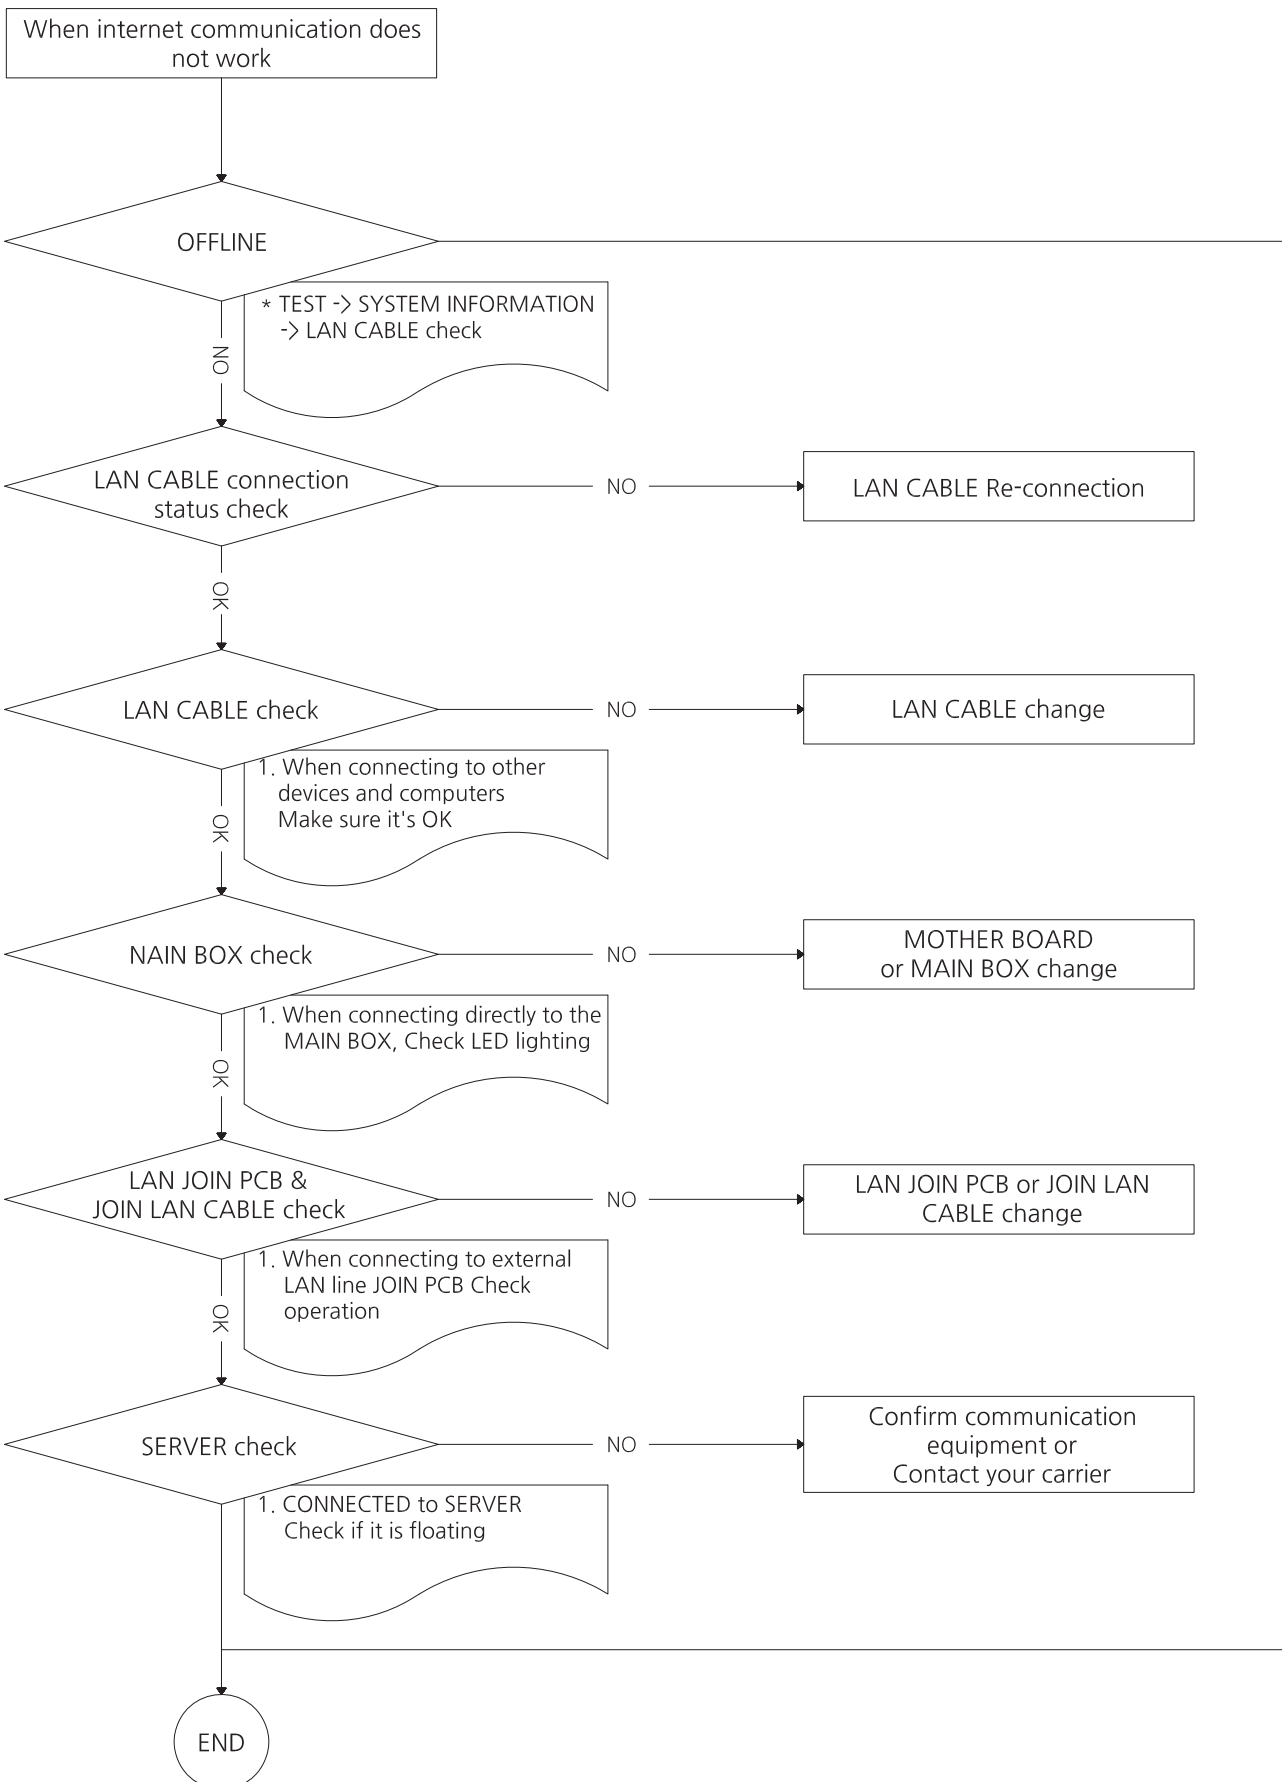 When internet communication does
not work
OFFLINE
* TEST -> SYSTEM INFORMATION
-> LAN CABLE check
NO
LAN CABLE connection
status check
NO
LAN CABLE Re-connection
OK
LAN CABLE check
NO
LAN CABLE change
1. When connecting to other
devices and computers
Make sure it's OK
OK
NAIN BOX check
NO
MOTHER BOARD
or MAIN BOX change
1. When connecting directly to the
MAIN BOX, Check LED lighting
OK
LAN JOIN PCB &
JOIN LAN CABLE check
NO
LAN JOIN PCB or JOIN LAN
CABLE change
1. When connecting to external
LAN line JOIN PCB Check
operation
OK
SERVER check
NO
Confirm communication
equipment or
Contact your carrier
1. CONNECTED to SERVER
Check if it is floating
END